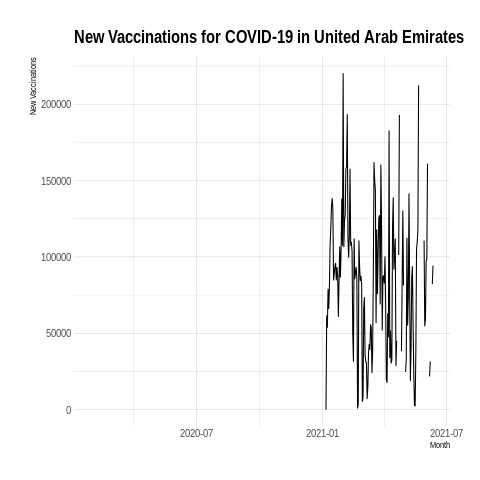 New Vaccinations for COVID-19 in United Arab Emirates
New Vaccinations
200000
150000
100000
50000
0
2020-07
2021-01
2021-07
Month